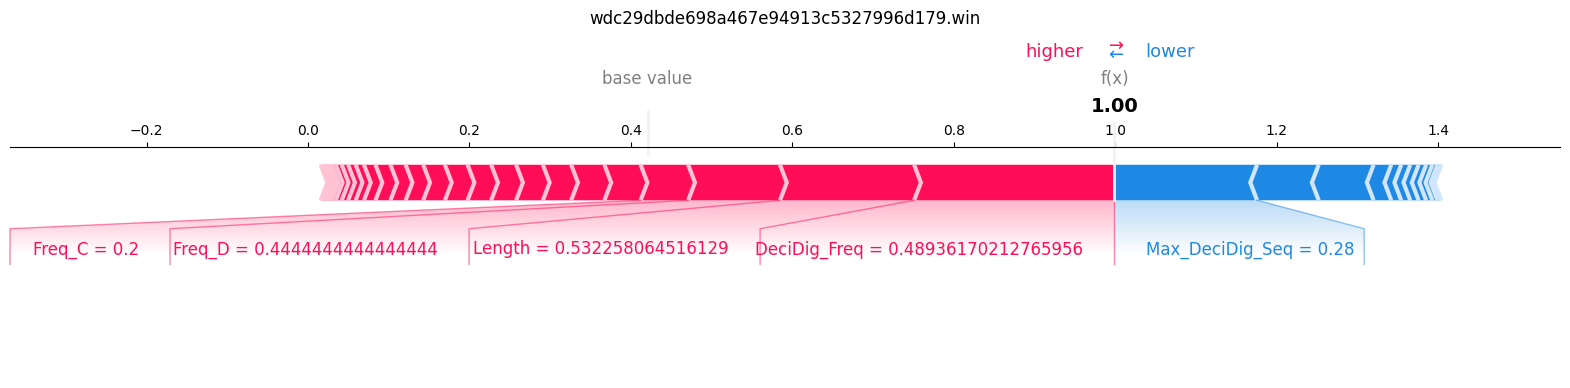 wdc29dbde698a467e94913c5327996d179.win
higher ⇄ lower
base value f(x)
1.00
−0.2 0.0 0.2 0.4 0.6 0.8 1.0 1.2 1.4
Freq_C = 0.2 Freq_D = 0.4444444444444444 Length = 0.532258064516129 DeciDig_Freq = 0.48936170212765956 Max_DeciDig_Seq = 0.28